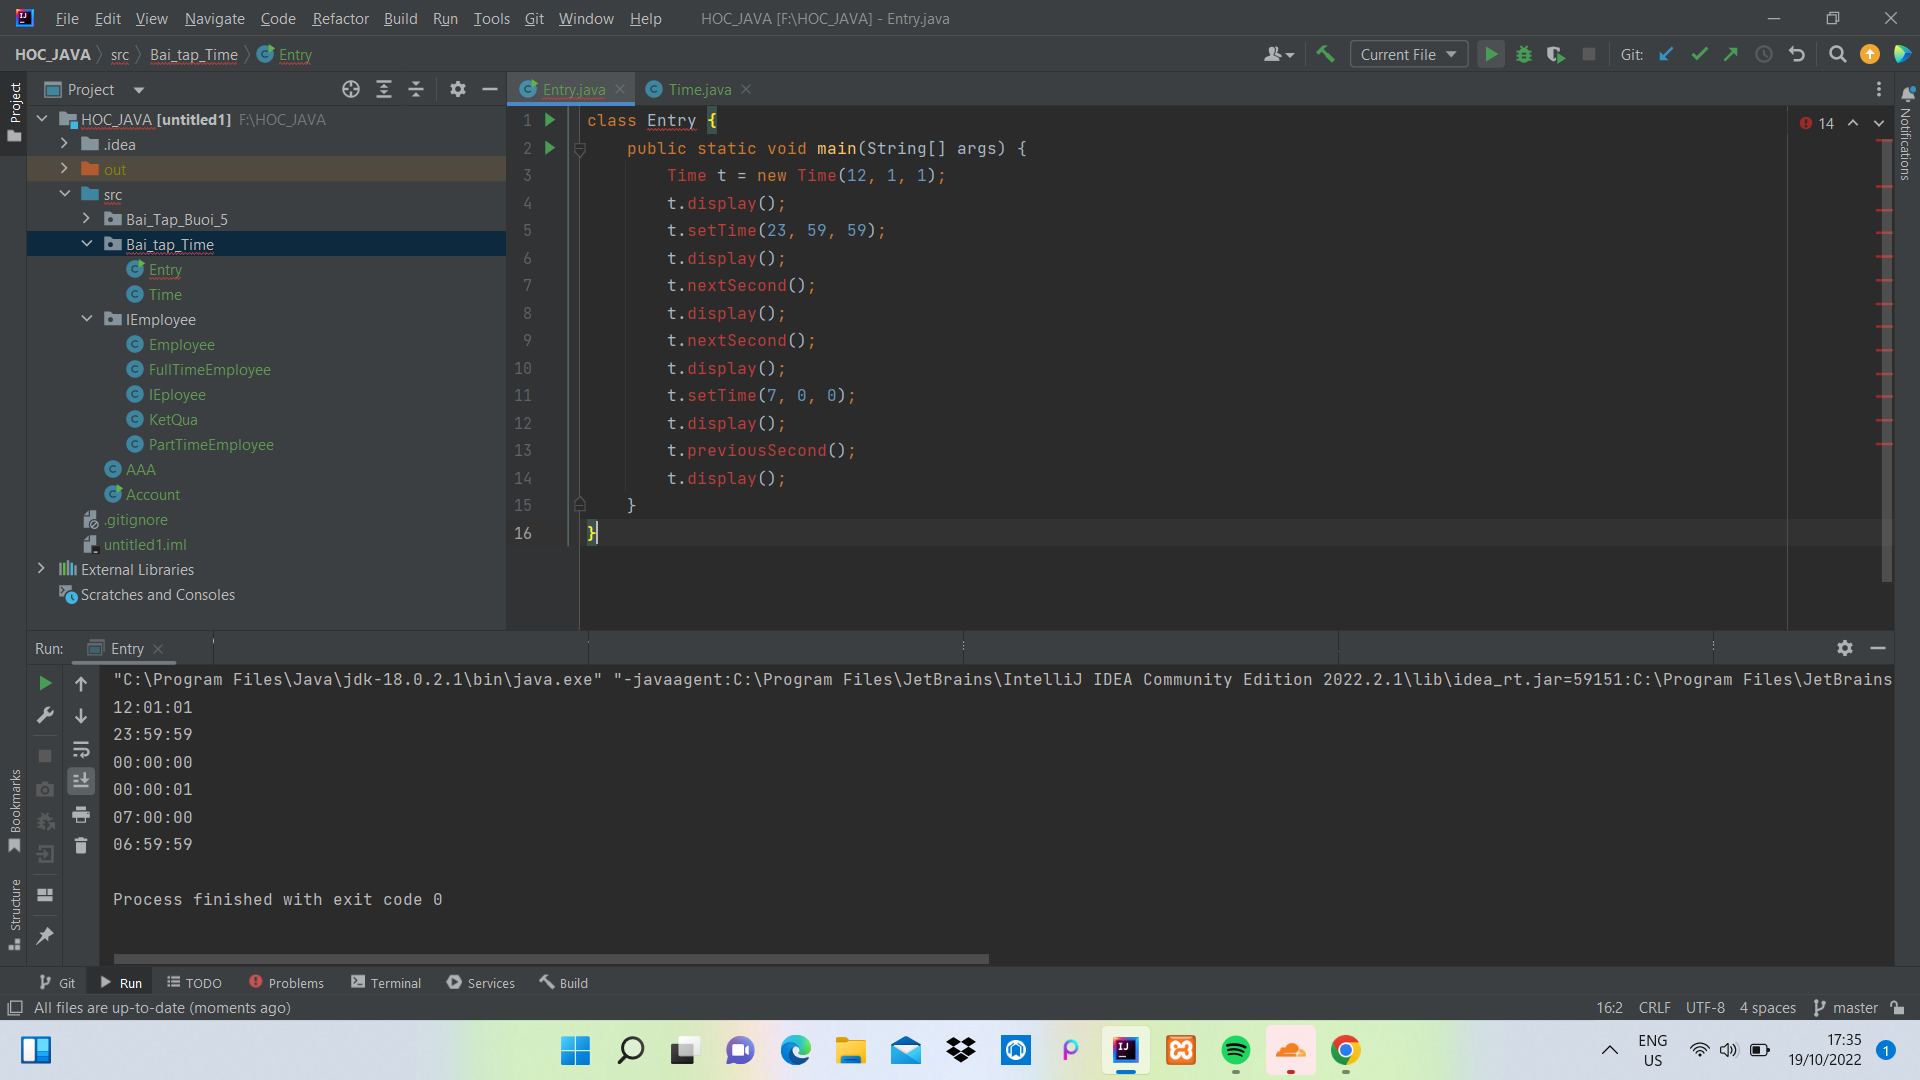 File Edit View Navigate Code Refactor Build Run Tools Git Window Help HOC_JAVA [F:\HOC_JAVA] - Entry.java
HOC_JAVA src Bai_tap_Time Entry Current File Git:
Project
Project
Entry.java
Time.java
Notifications
HOC_JAVA [untitled1] F:\HOC_JAVA
.idea
out
src
Bai_Tap_Buoi_5
Bai_tap_Time
Entry
Time
IEmployee
Employee
FullTimeEmployee
IEployee
KetQua
PartTimeEmployee
AAA
Account
.gitignore
untitled1.iml
External Libraries
Scratches and Consoles
14
1 class Entry {
2 public static void main(String[] args) {
3 Time t = new Time(12, 1, 1);
4 t.display();
5 t.setTime(23, 59, 59);
6 t.display();
7 t.nextSecond();
8 t.display();
9 t.nextSecond();
10 t.display();
11 t.setTime(7, 0, 0);
12 t.display();
13 t.previousSecond();
14 t.display();
15 }
16 }
Run: Entry
"C:\Program Files\Java\jdk-18.0.2.1\bin\java.exe" "-javaagent:C:\Program Files\JetBrains\IntelliJ IDEA Community Edition 2022.2.1\lib\idea_rt.jar=59151:C:\Program Files\JetBrains
12:01:01
23:59:59
00:00:00
00:00:01
07:00:00
06:59:59
Process finished with exit code 0
Bookmarks
Structure
Git Run TODO Problems Terminal Services Build
All files are up-to-date (moments ago) 16:2 CRLF UTF-8 4 spaces master
ENG
US
17:35
19/10/2022
1